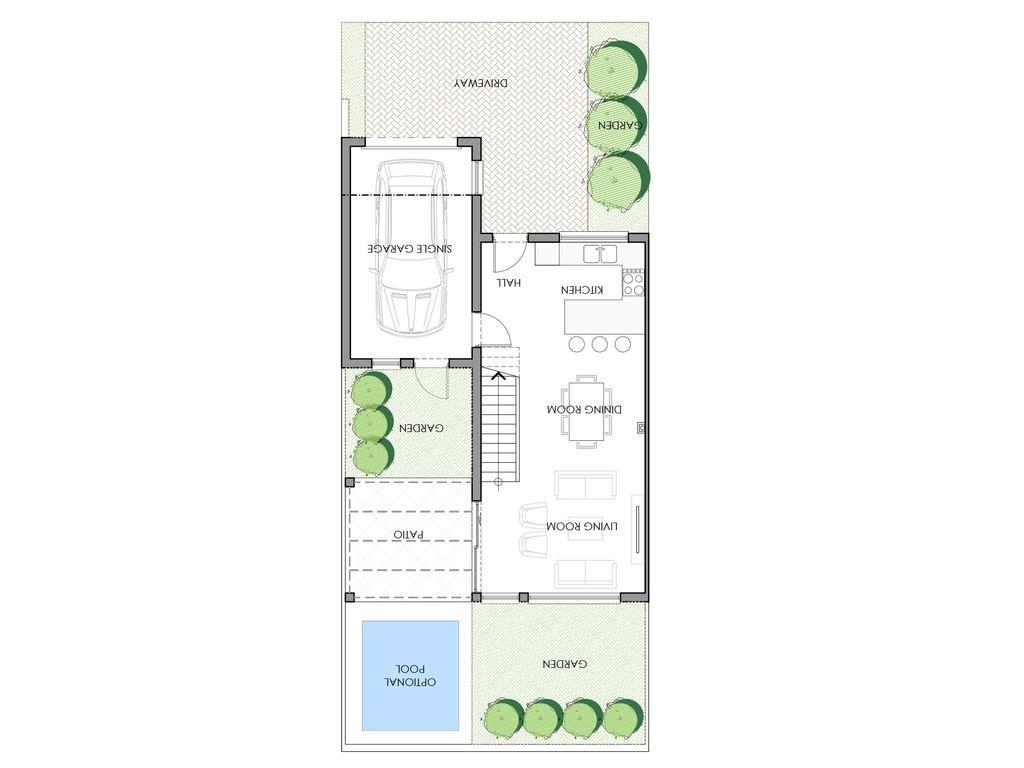 OPTIONAL
POOL
GARDEN
PATIO
LIVING ROOM
GARDEN
DINING ROOM
KITCHEN
HALL
SINGLE GARAGE
GARDEN
DRIVEWAY